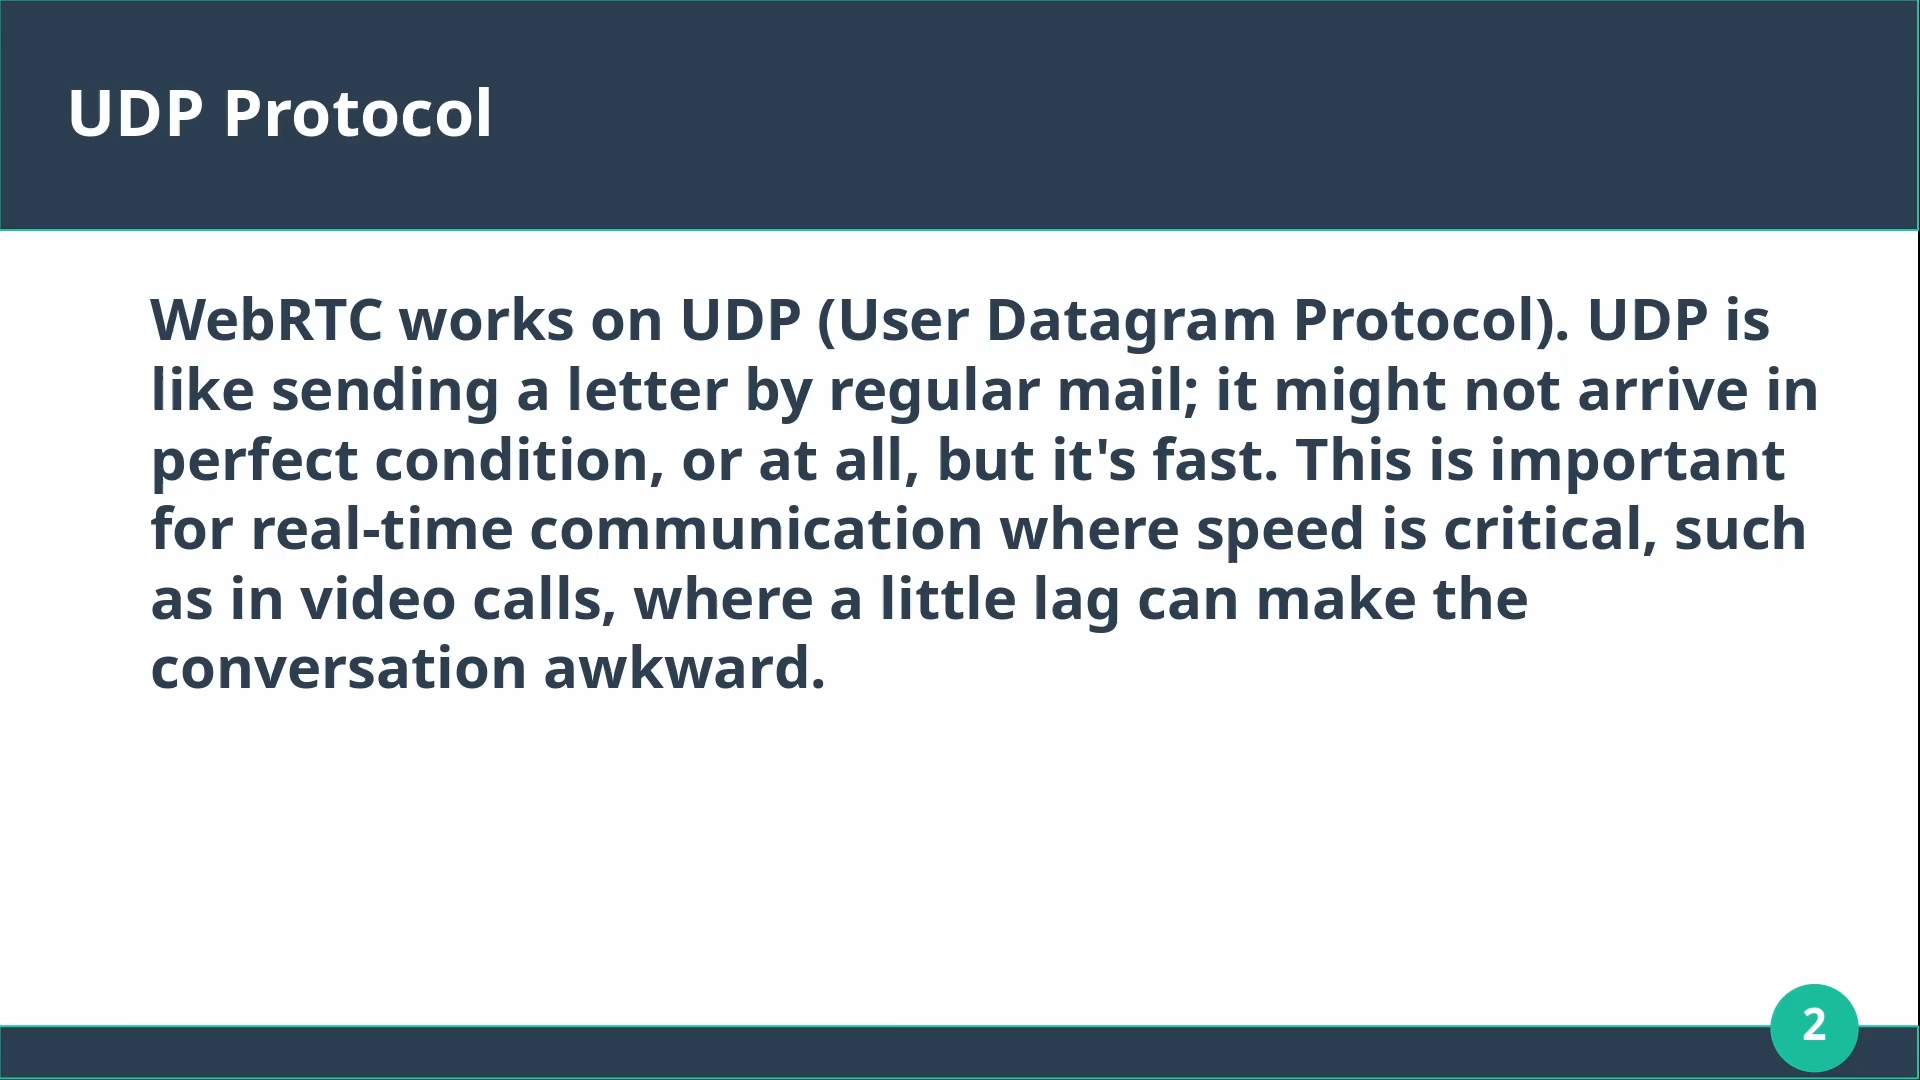 UDP Protocol
WebRTC works on UDP (User Datagram Protocol). UDP is
like sending a letter by regular mail; it might not arrive in
perfect condition, or at all, but it's fast. This is important
for real-time communication where speed is critical, such
as in video calls, where a little lag can make the
conversation awkward.
2